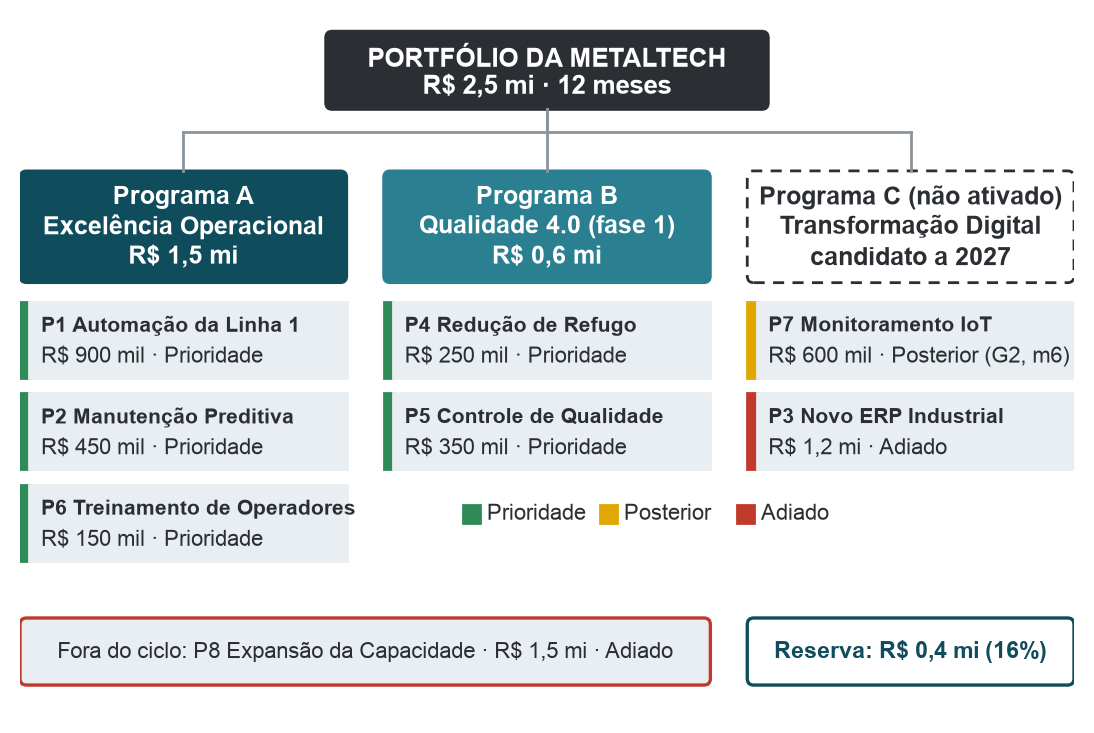 PORTFÓLIO DA METALTECH
R$ 2,5 mi · 12 meses
Programa A
Excelência Operacional
R$ 1,5 mi
Programa B
Qualidade 4.0 (fase 1)
R$ 0,6 mi
Programa C (não ativado)
Transformação Digital
candidato a 2027
P1 Automação da Linha 1
R$ 900 mil · Prioridade
P4 Redução de Refugo
R$ 250 mil · Prioridade
P7 Monitoramento IoT
R$ 600 mil · Posterior (G2, m6)
P2 Manutenção Preditiva
R$ 450 mil · Prioridade
P5 Controle de Qualidade
R$ 350 mil · Prioridade
P3 Novo ERP Industrial
R$ 1,2 mi · Adiado
P6 Treinamento de Operadores
R$ 150 mil · Prioridade
Prioridade Posterior Adiado
Fora do ciclo: P8 Expansão da Capacidade · R$ 1,5 mi · Adiado
Reserva: R$ 0,4 mi (16%)